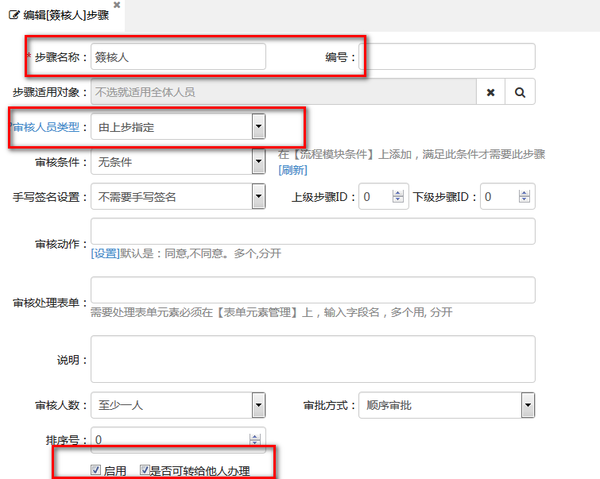 编辑[簽核人]步骤
* 步骤名称： 簽核人 编号：
步骤适用对象： 不选就适用全体人员
*审核人员类型： 由上步指定
审核条件： 无条件 在【流程模块条件】上添加，满足此条件才需要此步骤
[刷新]
手写签名设置： 不需要手写签名 上级步骤ID： 0 下级步骤ID： 0
审核动作：
[设置]默认是：同意,不同意。多个,分开
审核处理表单：
需要处理表单元素必须在【表单元素管理】上，输入字段名，多个用, 分开
说明：
审核人数： 至少一人 审批方式： 顺序审批
排序号： 0
启用 是否可转给他人办理